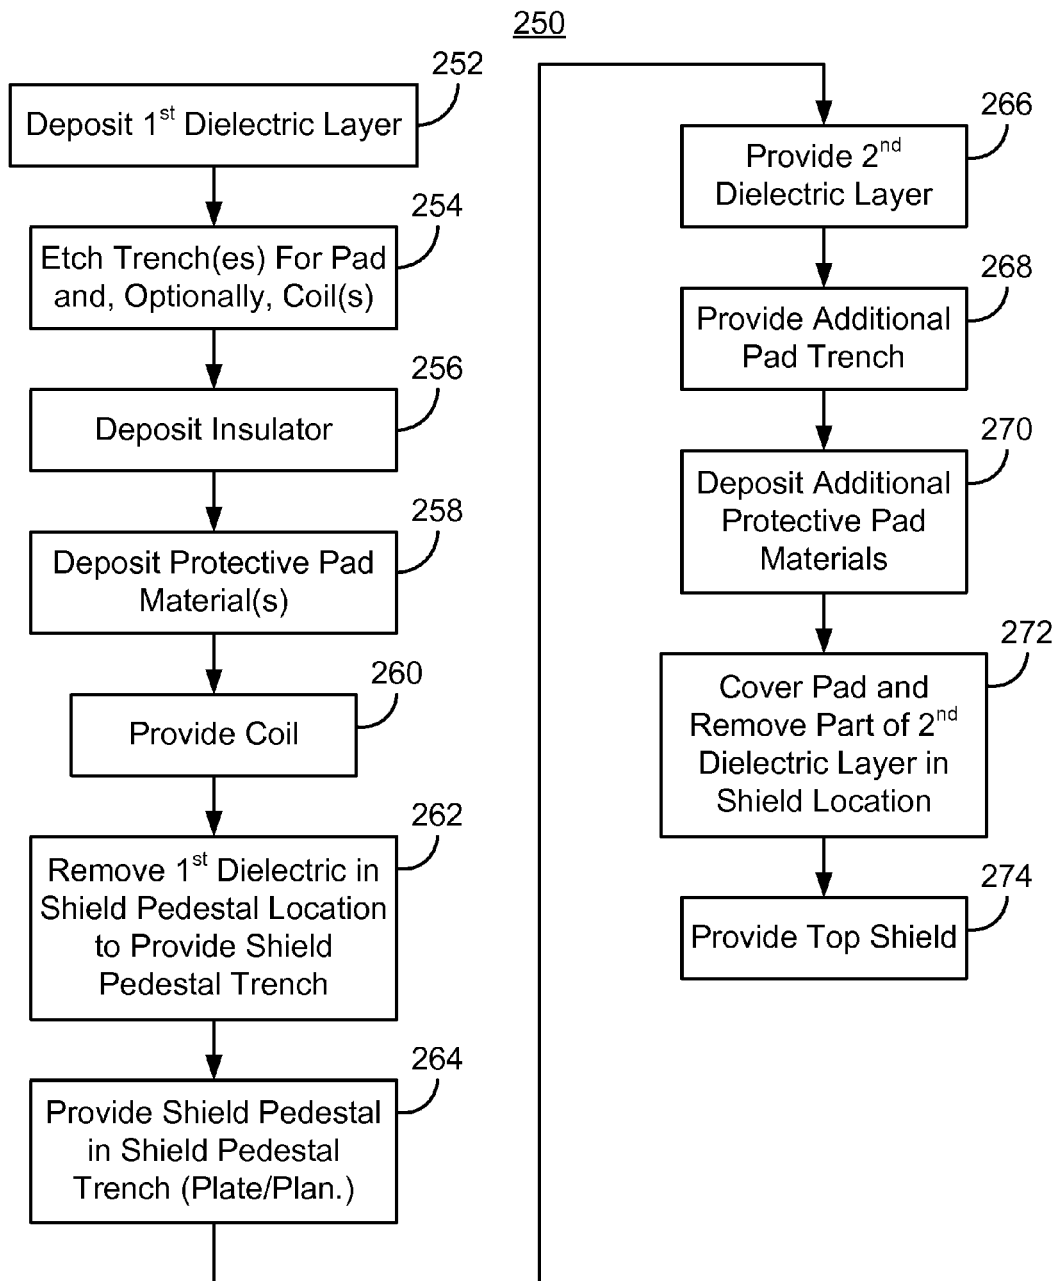 250
252
Deposit 1st Dielectric Layer
254
Etch Trench(es) For Pad
and, Optionally, Coil(s)
256
Deposit Insulator
258
Deposit Protective Pad
Material(s)
260
Provide Coil
262
Remove 1st Dielectric in
Shield Pedestal Location
to Provide Shield
Pedestal Trench
264
Provide Shield Pedestal
in Shield Pedestal
Trench (Plate/Plan.)
266
Provide 2nd
Dielectric Layer
268
Provide Additional
Pad Trench
270
Deposit Additional
Protective Pad
Materials
272
Cover Pad and
Remove Part of 2nd
Dielectric Layer in
Shield Location
274
Provide Top Shield